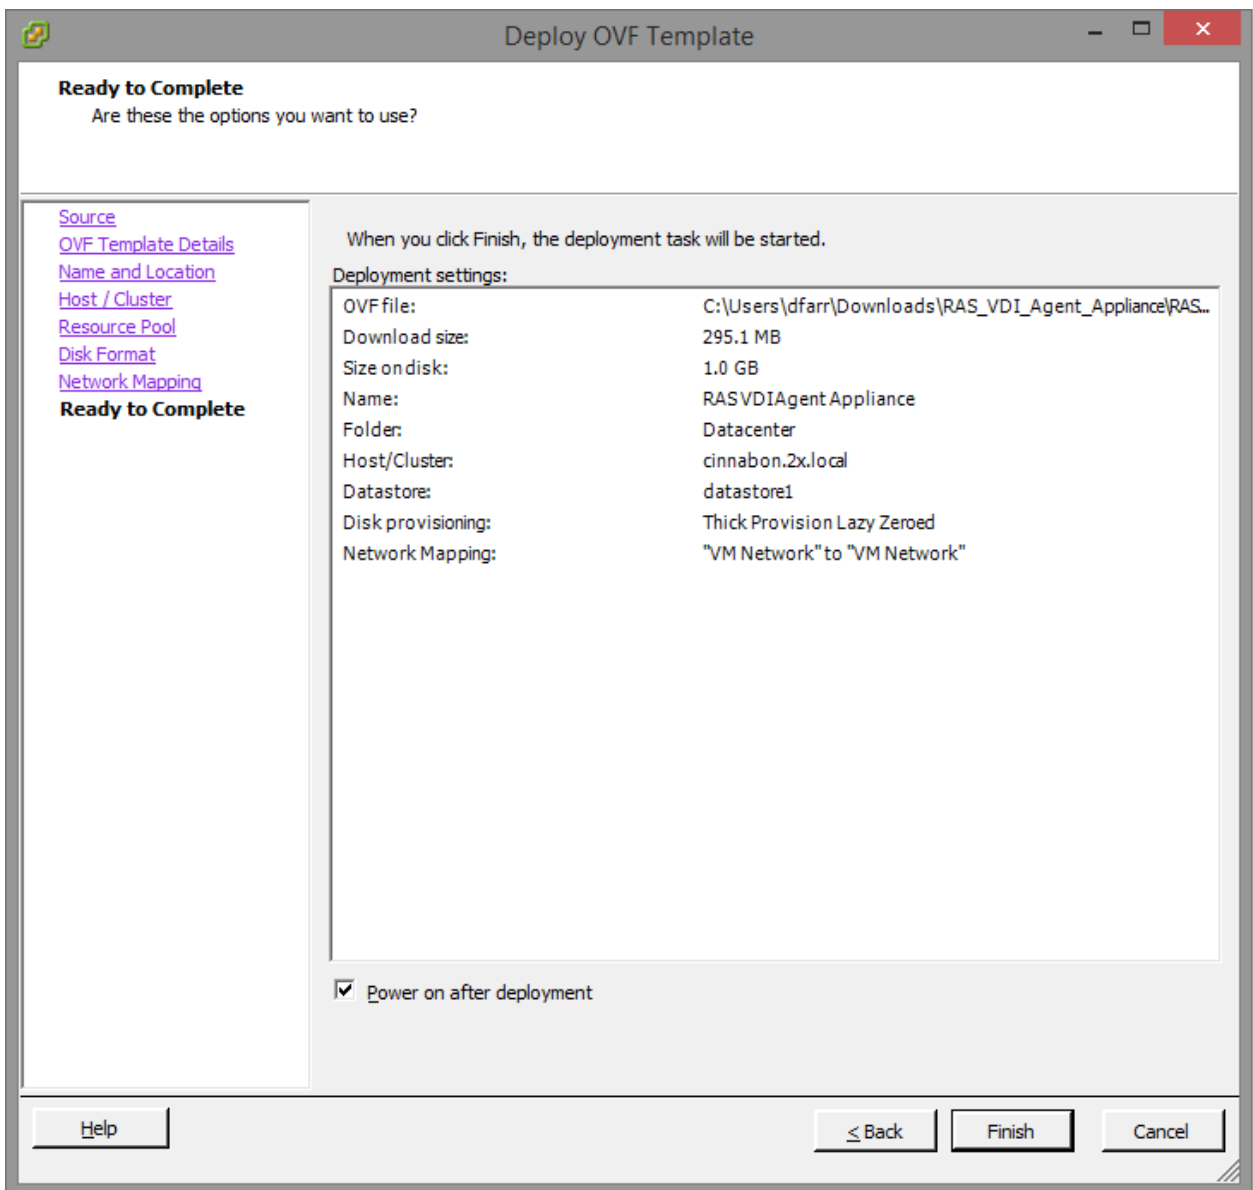 Deploy OVF Template
Ready to Complete
Are these the options you want to use?
Source
OVF Template Details
Name and Location
Host / Cluster
Resource Pool
Disk Format
Network Mapping
Ready to Complete
When you click Finish, the deployment task will be started.
Deployment settings:
OVF file: C:\Users\dfarr\Downloads\RAS_VDI_Agent_Appliance\RAS...
Download size: 295.1 MB
Size on disk: 1.0 GB
Name: RAS VDI Agent Appliance
Folder: Datacenter
Host/Cluster: cinnabon.2x.local
Datastore: datastore1
Disk provisioning: Thick Provision Lazy Zeroed
Network Mapping: "VM Network" to "VM Network"
Power on after deployment
Help
< Back
Finish
Cancel